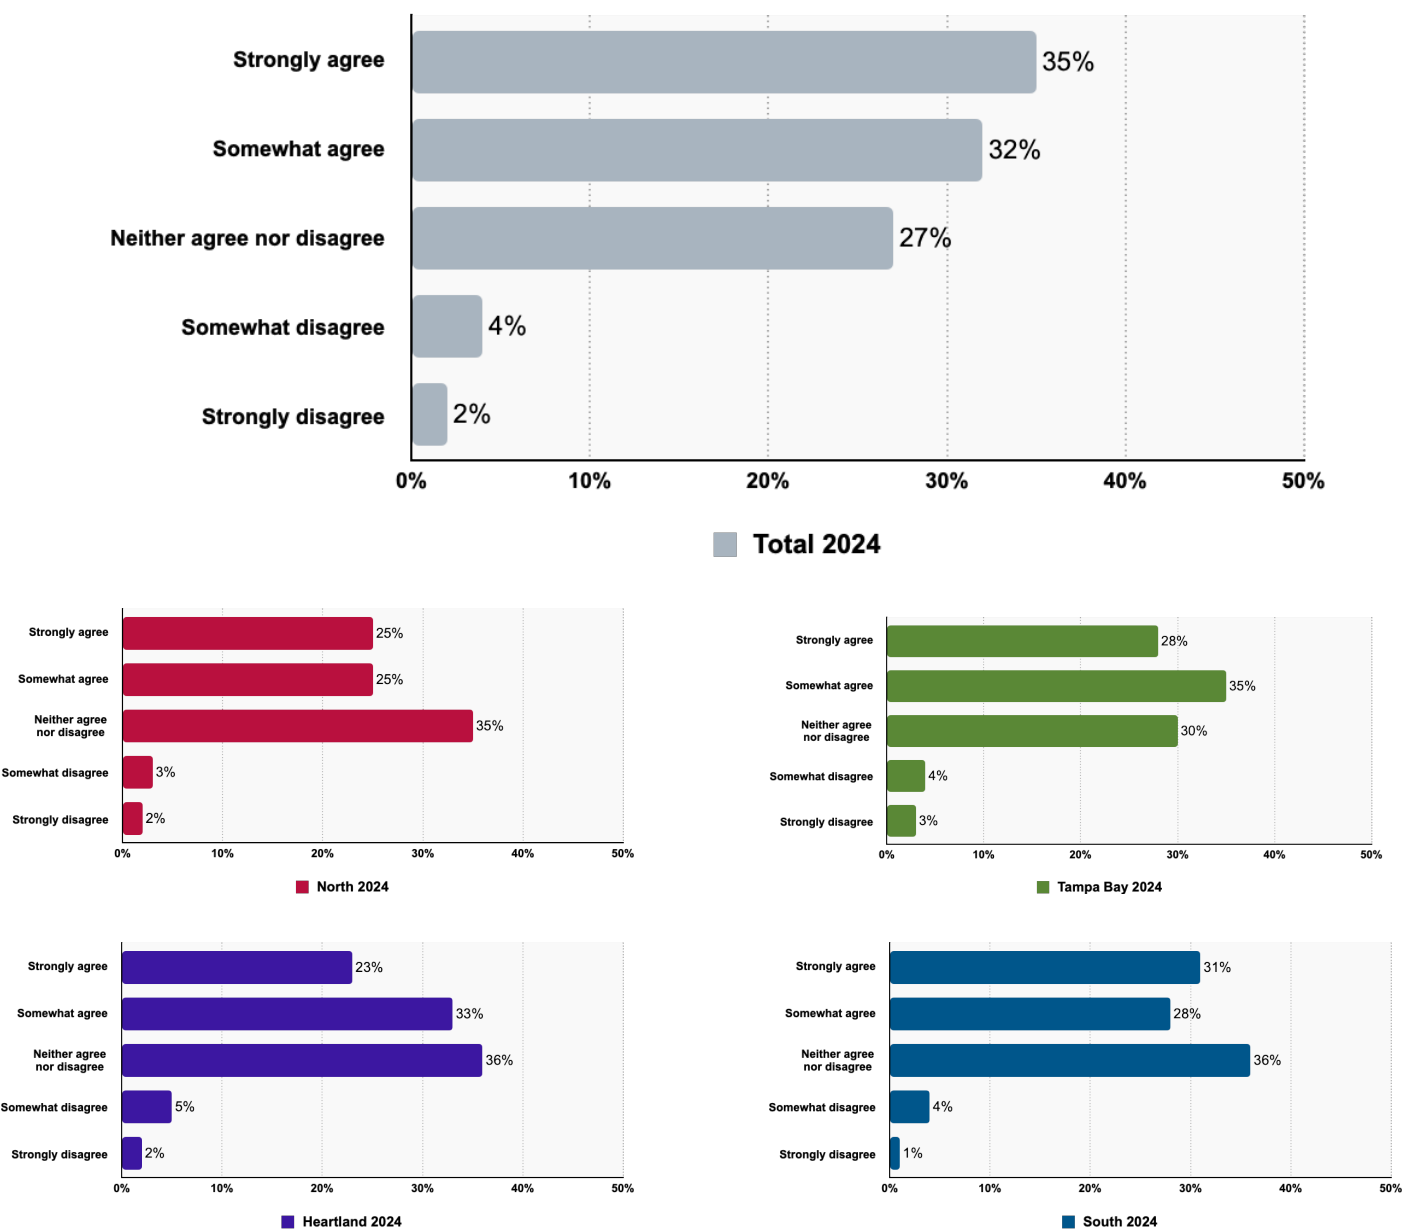 Strongly agree 35%
Somewhat agree 32%
Neither agree nor disagree 27%
Somewhat disagree 4%
Strongly disagree 2%
0% 10% 20% 30% 40% 50%
Total 2024
Strongly agree 25%
Somewhat agree 25%
Neither agree
nor disagree 35%
Somewhat disagree 3%
Strongly disagree 2%
0% 10% 20% 30% 40% 50%
North 2024
Strongly agree 28%
Somewhat agree 35%
Neither agree
nor disagree 30%
Somewhat disagree 4%
Strongly disagree 3%
0% 10% 20% 30% 40% 50%
Tampa Bay 2024
Strongly agree 23%
Somewhat agree 33%
Neither agree
nor disagree 36%
Somewhat disagree 5%
Strongly disagree 2%
0% 10% 20% 30% 40% 50%
Heartland 2024
Strongly agree 31%
Somewhat agree 28%
Neither agree
nor disagree 36%
Somewhat disagree 4%
Strongly disagree 1%
0% 10% 20% 30% 40% 50%
South 2024